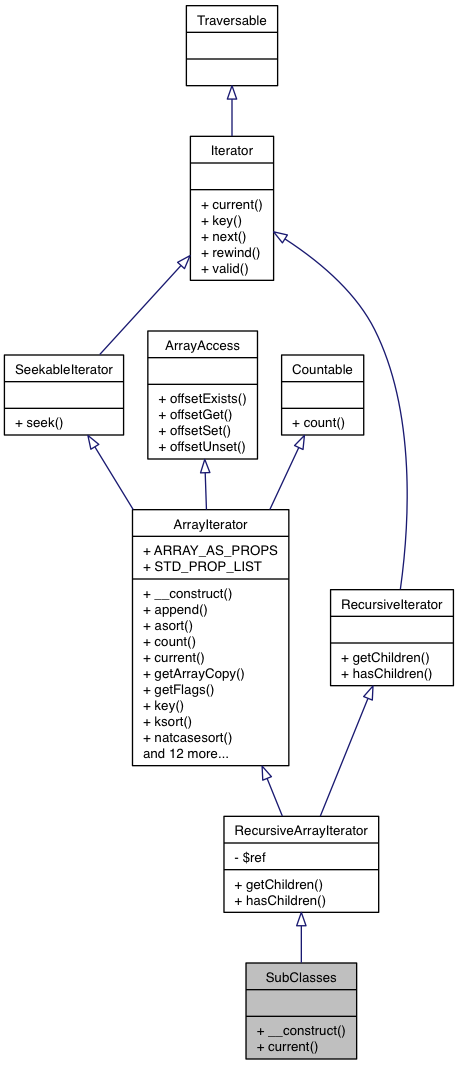 Traversable
Iterator
+ current()
+ key()
+ next()
+ rewind()
+ valid()
ArrayAccess
+ offsetExists()
+ offsetGet()
+ offsetSet()
+ offsetUnset()
SeekableIterator
+ seek()
Countable
+ count()
ArrayIterator
+ ARRAY_AS_PROPS
+ STD_PROP_LIST
+ __construct()
+ append()
+ asort()
+ count()
+ current()
+ getArrayCopy()
+ getFlags()
+ key()
+ ksort()
+ natcasesort()
and 12 more...
RecursiveIterator
+ getChildren()
+ hasChildren()
RecursiveArrayIterator
- $ref
+ getChildren()
+ hasChildren()
SubClasses
+ __construct()
+ current()